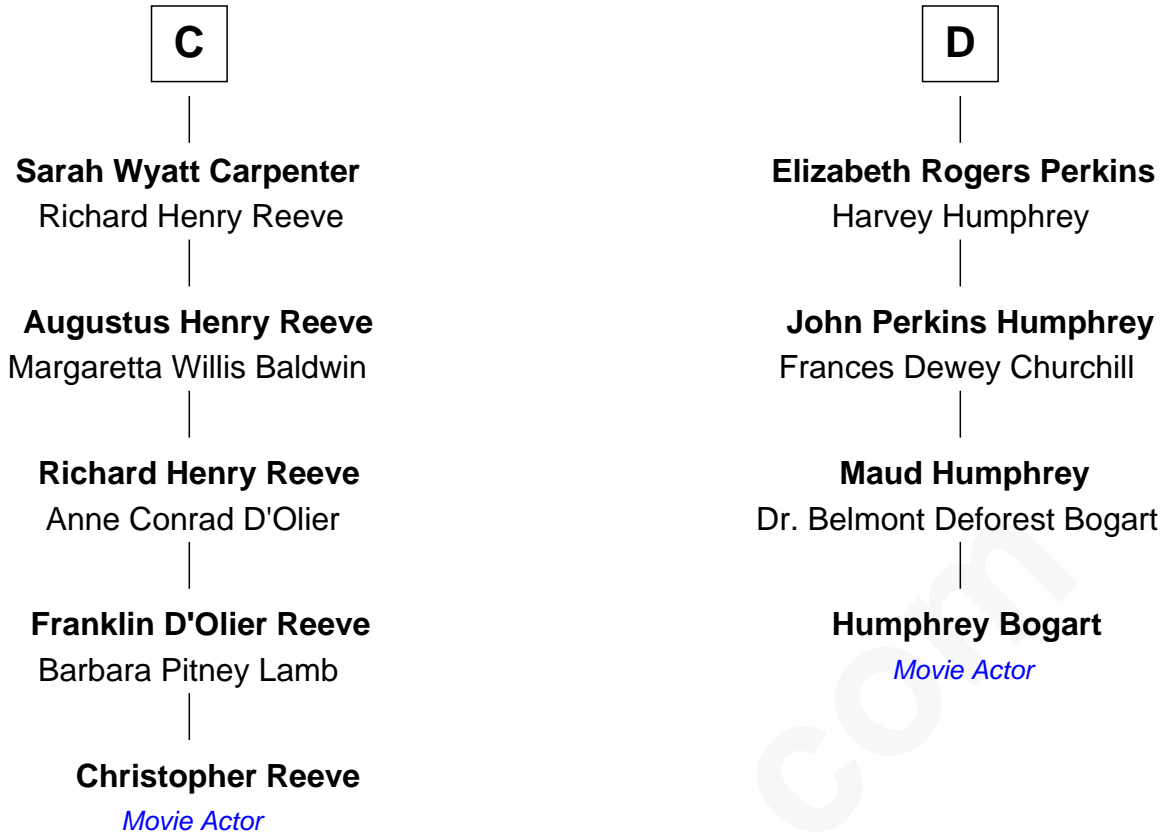 C
Sarah Wyatt Carpenter
Richard Henry Reeve
Augustus Henry Reeve
Margaretta Willis Baldwin
Richard Henry Reeve
Anne Conrad D'Olier
Franklin D'Olier Reeve
Barbara Pitney Lamb
Christopher Reeve
Movie Actor
D
Elizabeth Rogers Perkins
Harvey Humphrey
John Perkins Humphrey
Frances Dewey Churchill
Maud Humphrey
Dr. Belmont Deforest Bogart
Humphrey Bogart
Movie Actor
com